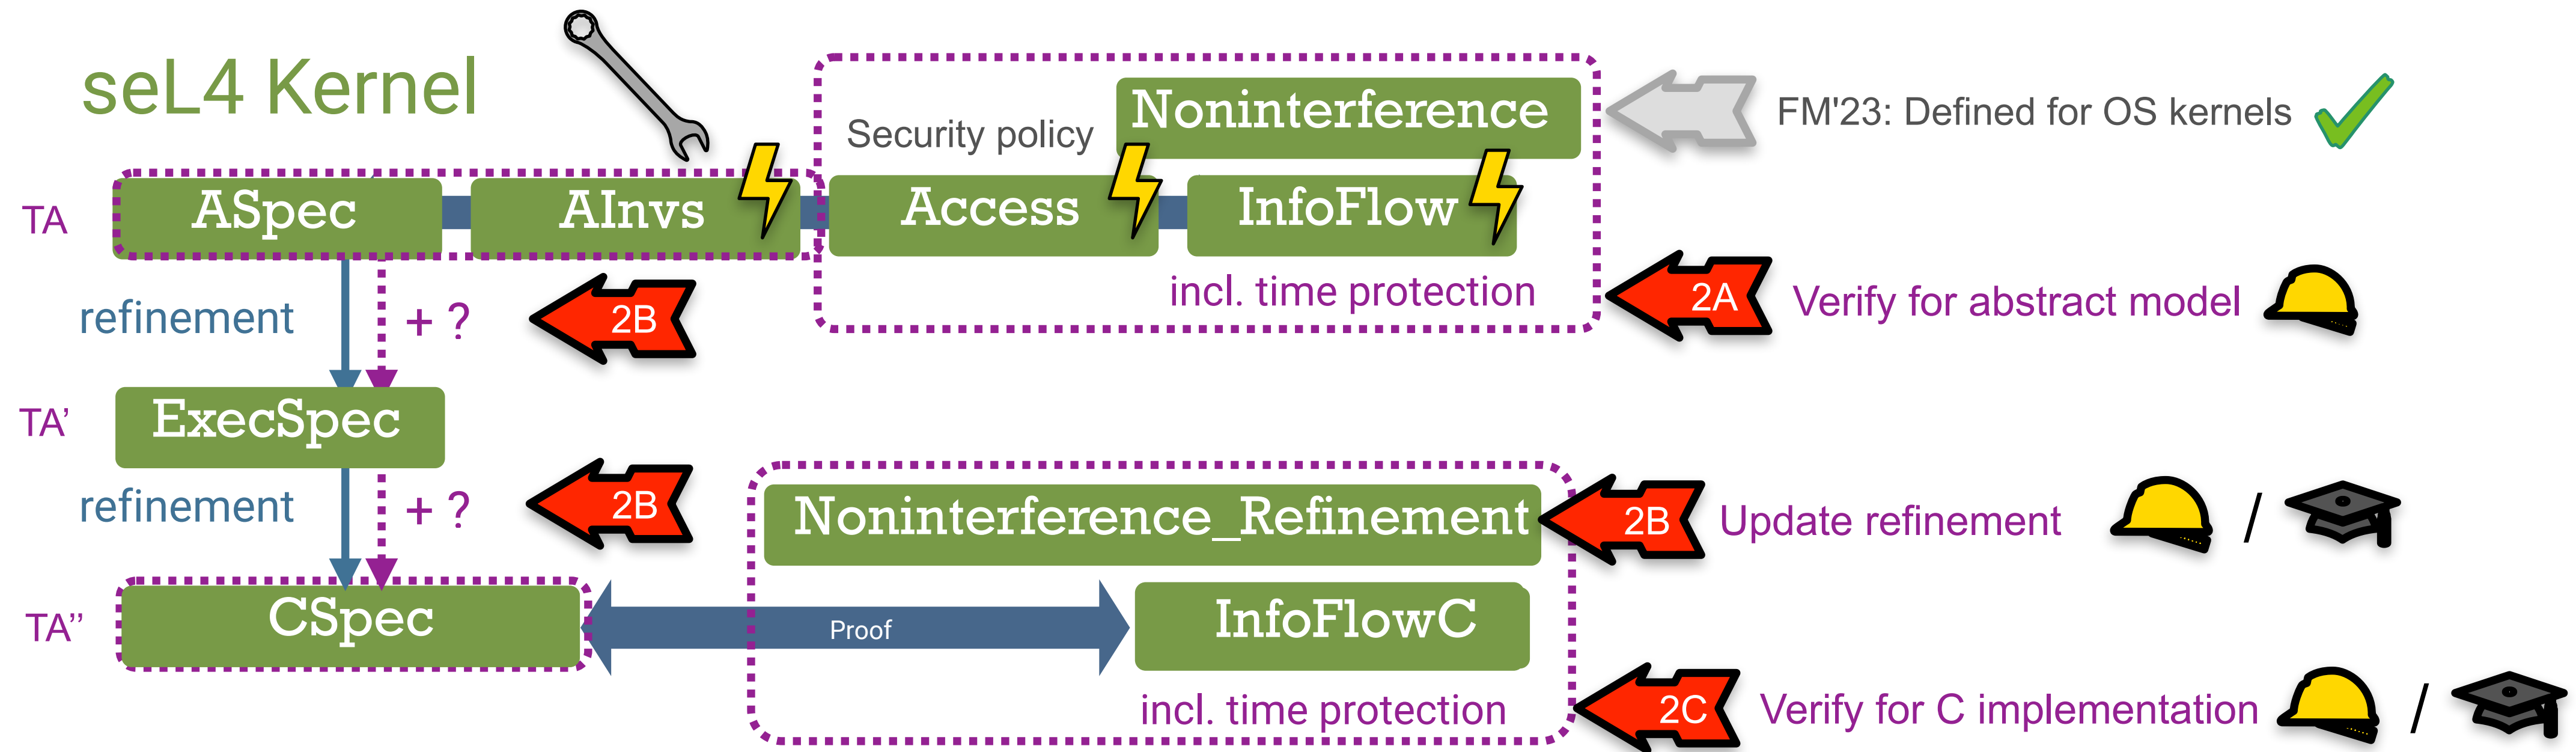 seL4 Kernel
Noninterference
FM'23: Defined for OS kernels
Security policy
TA
ASpec
AInvs
Access
InfoFlow
incl. time protection
2A
Verify for abstract model
refinement
+ ?
2B
TA'
ExecSpec
refinement
+ ?
2B
Noninterference_Refinement
2B
Update refinement
/
TA''
CSpec
Proof
InfoFlowC
incl. time protection
2C
Verify for C implementation
/